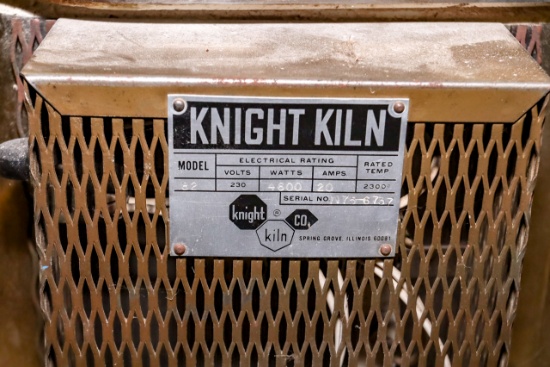 KNIGHT KILN
ELECTRICAL RATING
MODEL VOLTS WATTS AMPS RATED TEMP.
230 4600 20 2300°
SERIAL NO.
knight ® CO.
kiln
SPRING GROVE, ILLINOIS 60081